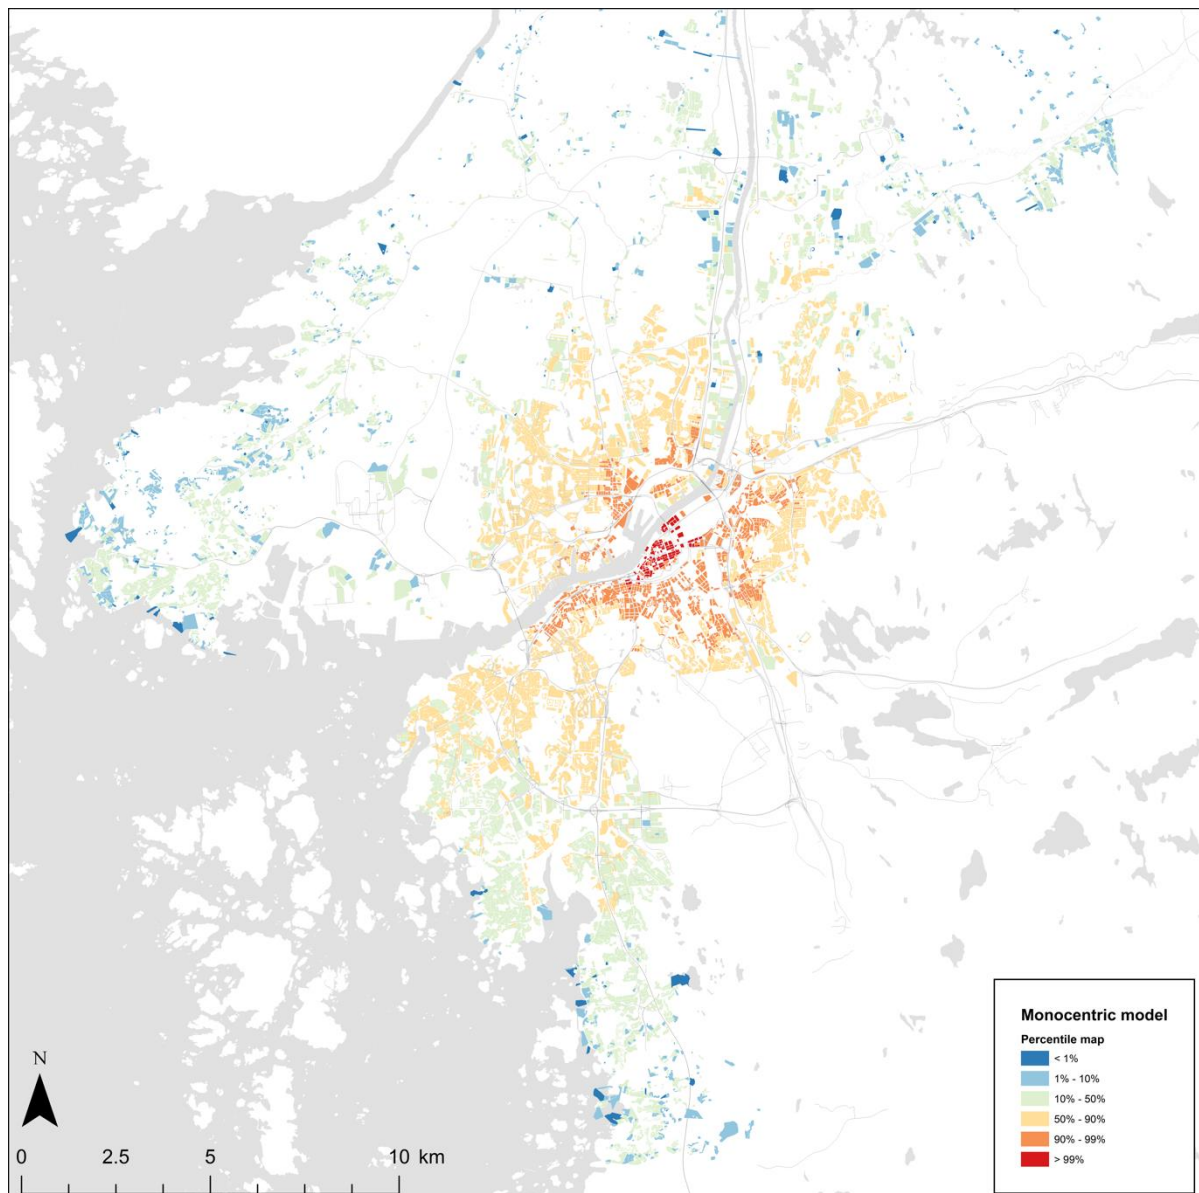 N
0 2.5 5 10 km
Monocentric model
Percentile map
< 1%
1% - 10%
10% - 50%
50% - 90%
90% - 99%
> 99%